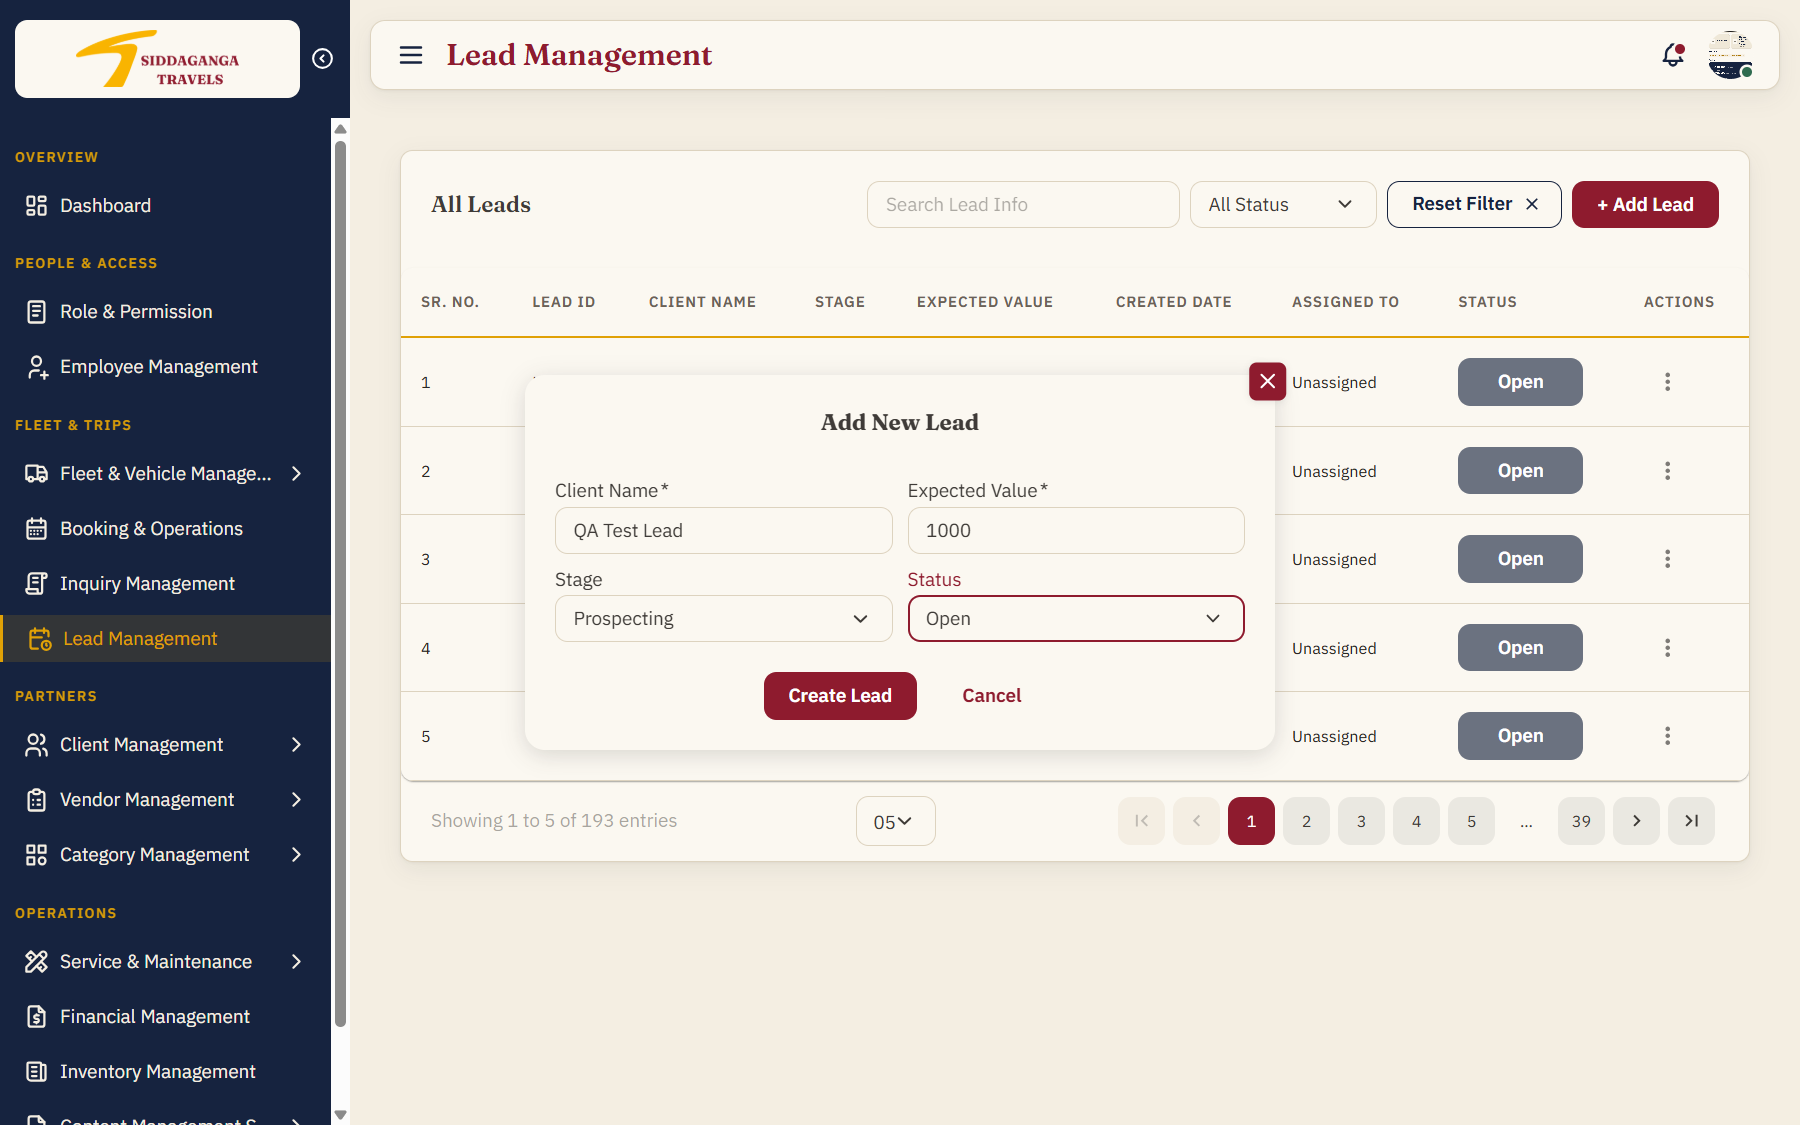 SIDDAGANGA
TRAVELS
OVERVIEW
Dashboard
PEOPLE & ACCESS
Role & Permission
Employee Management
FLEET & TRIPS
Fleet & Vehicle Manage...
Booking & Operations
Inquiry Management
Lead Management
PARTNERS
Client Management
Vendor Management
Category Management
OPERATIONS
Service & Maintenance
Financial Management
Inventory Management
Lead Management
All Leads
Search Lead Info
All Status
Reset Filter
+ Add Lead
SR. NO. LEAD ID CLIENT NAME STAGE EXPECTED VALUE CREATED DATE ASSIGNED TO STATUS ACTIONS
1 Unassigned Open
2 Unassigned Open
3 Unassigned Open
4 Unassigned Open
5 Unassigned Open
Add New Lead
Client Name* Expected Value*
QA Test Lead 1000
Stage Status
Prospecting Open
Create Lead Cancel
Showing 1 to 5 of 193 entries 05 1 2 3 4 5 ... 39